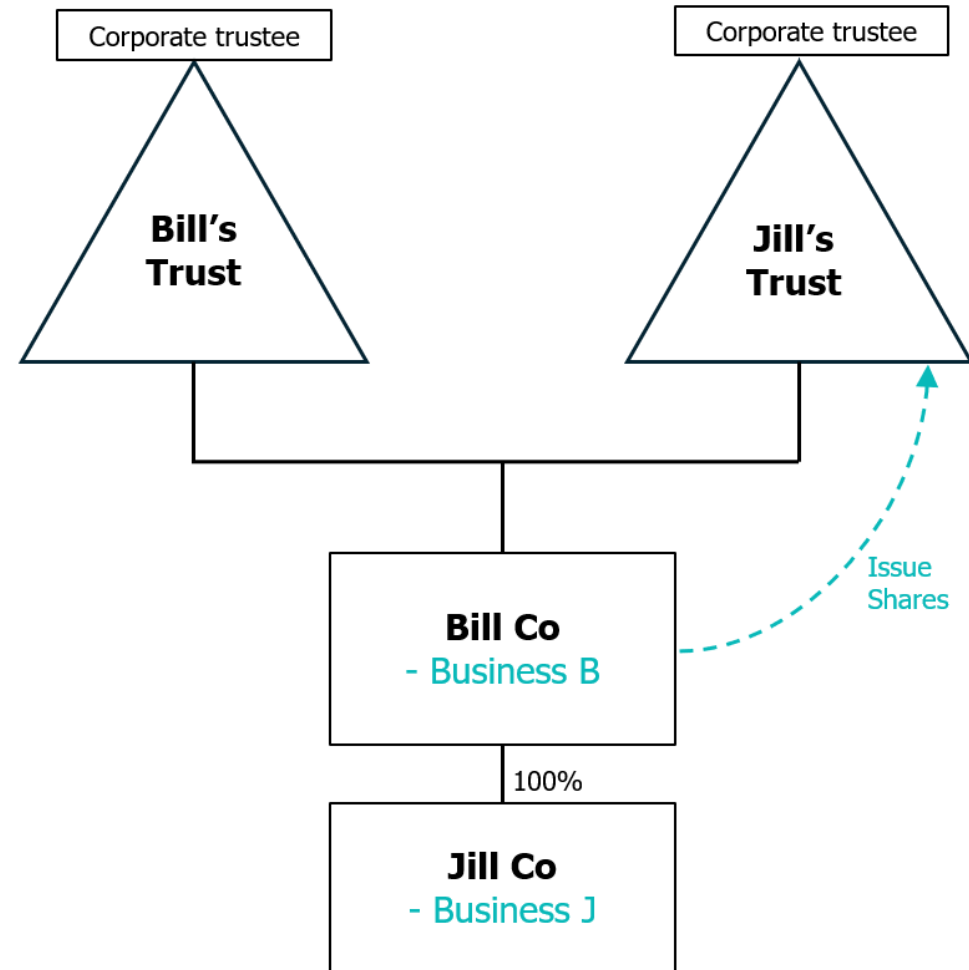 Corporate trustee
Corporate trustee
Bill’s
Trust
Jill’s
Trust
Issue
Shares
Bill Co
- Business B
100%
Jill Co
- Business J